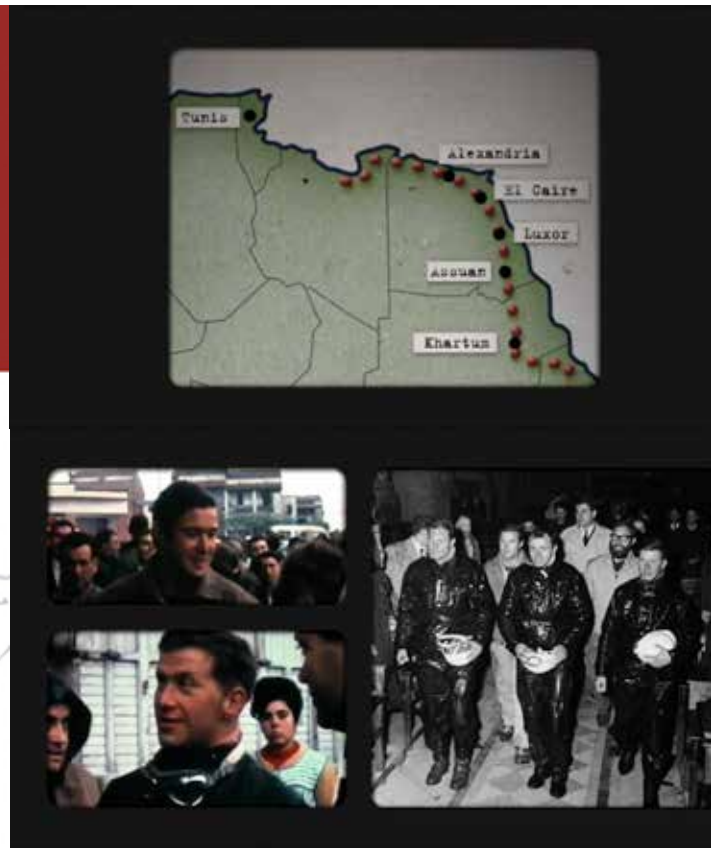 Tunis
Alexandria
El Caire
Luxor
Assuan
Khartum